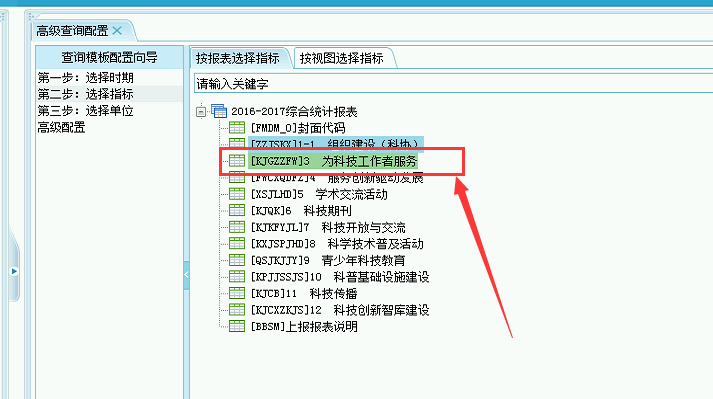 高级查询配置
查询模板配置向导
第一步：选择时期
第二步：选择指标
第三步：选择单位
高级配置
按报表选择指标 按视图选择指标
请输入关键字
2016-2017综合统计报表
[FMDM_0]封面代码
[ZZJSKX]1-1 组织建设（科协）
[KJGZZFW]3 为科技工作者服务
[FWCXQDFZ]4 服务创新驱动发展
[XSJLHD]5 学术交流活动
[KJQK]6 科技期刊
[KJKFYJL]7 科技开放与交流
[KXJSPJHD]8 科学技术普及活动
[QSJKJJY]9 青少年科技教育
[KPJJSSJS]10 科普基础设施建设
[KJCB]11 科技传播
[KJCXZKJS]12 科技创新智库建设
[BBSM]上报报表说明